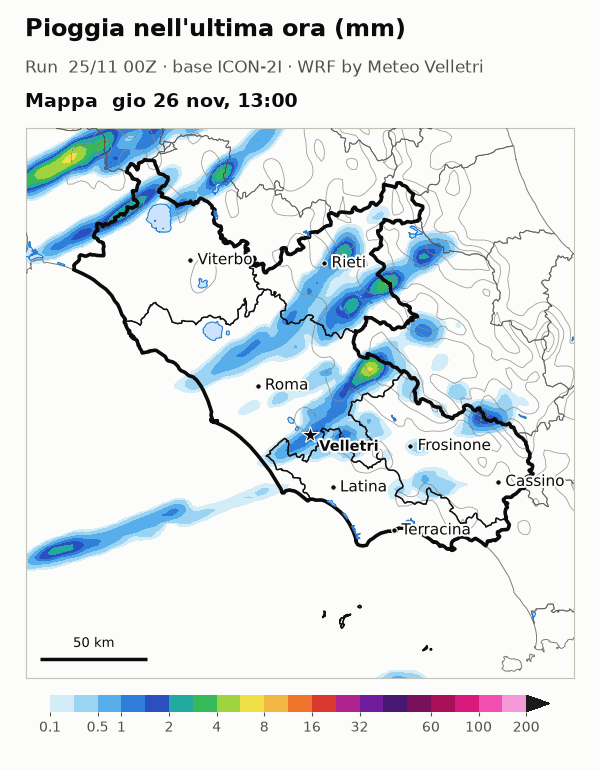 Pioggia nell'ultima ora (mm)
Run  25/11 00Z · base ICON-2I · WRF by Meteo Velletri
Mappa  gio 26 nov, 13:00
Viterbo
Rieti
Roma
Velletri
Frosinone
Latina
Cassino
Terracina
50 km
0.1 0.5 1 2 4 8 16 32 60 100 200